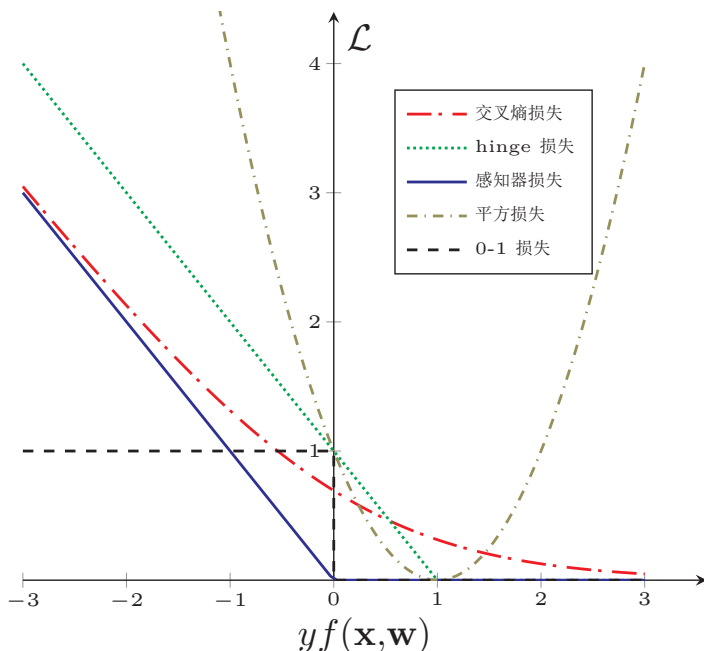 ℒ
4
3
2
1
交叉熵损失
hinge 损失
感知器损失
平方损失
0-1 损失
−3 −2 −1 0 1 2 3
yf(x,w)